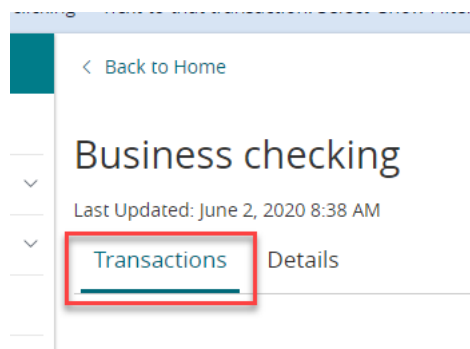 < Back to Home
Business checking
Last Updated: June 2, 2020 8:38 AM
Transactions Details